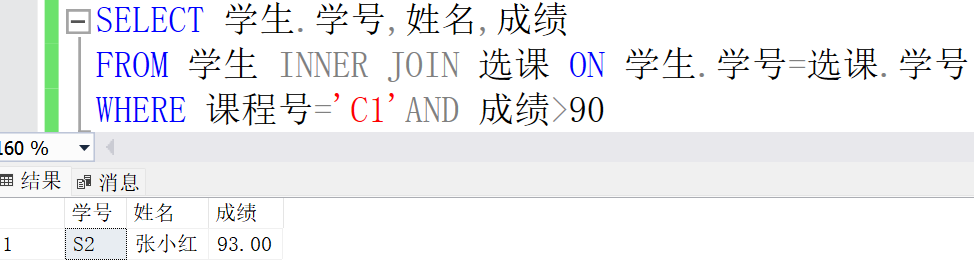 SELECT 学生.学号,姓名,成绩
FROM 学生 INNER JOIN 选课 ON 学生.学号=选课.学号
WHERE 课程号='C1'AND 成绩>90
160 %
结果 消息
学号 姓名 成绩
1 S2 张小红 93.00